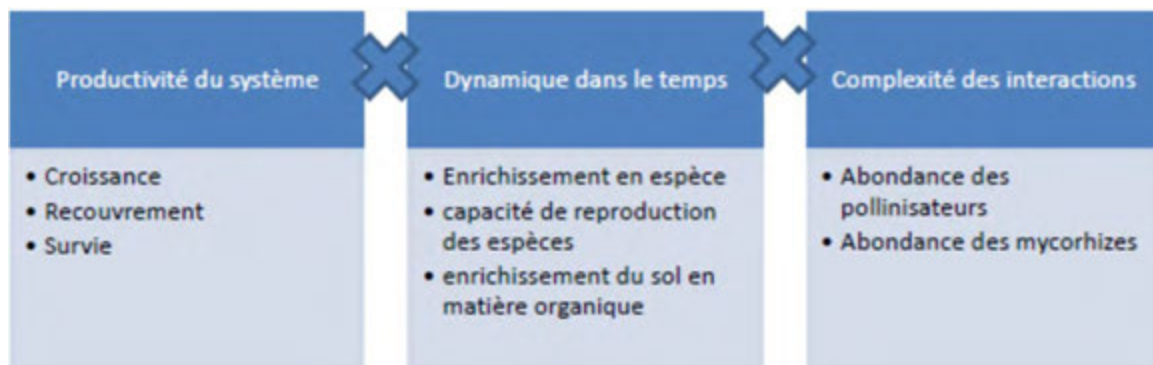 Productivité du système
• Croissance
• Recouvrement
• Survie
Dynamique dans le temps
• Enrichissement en espèce
• capacité de reproduction
des espèces
• enrichissement du sol en
matière organique
Complexité des interactions
• Abondance des
pollinisateurs
• Abondance des mycorhizes